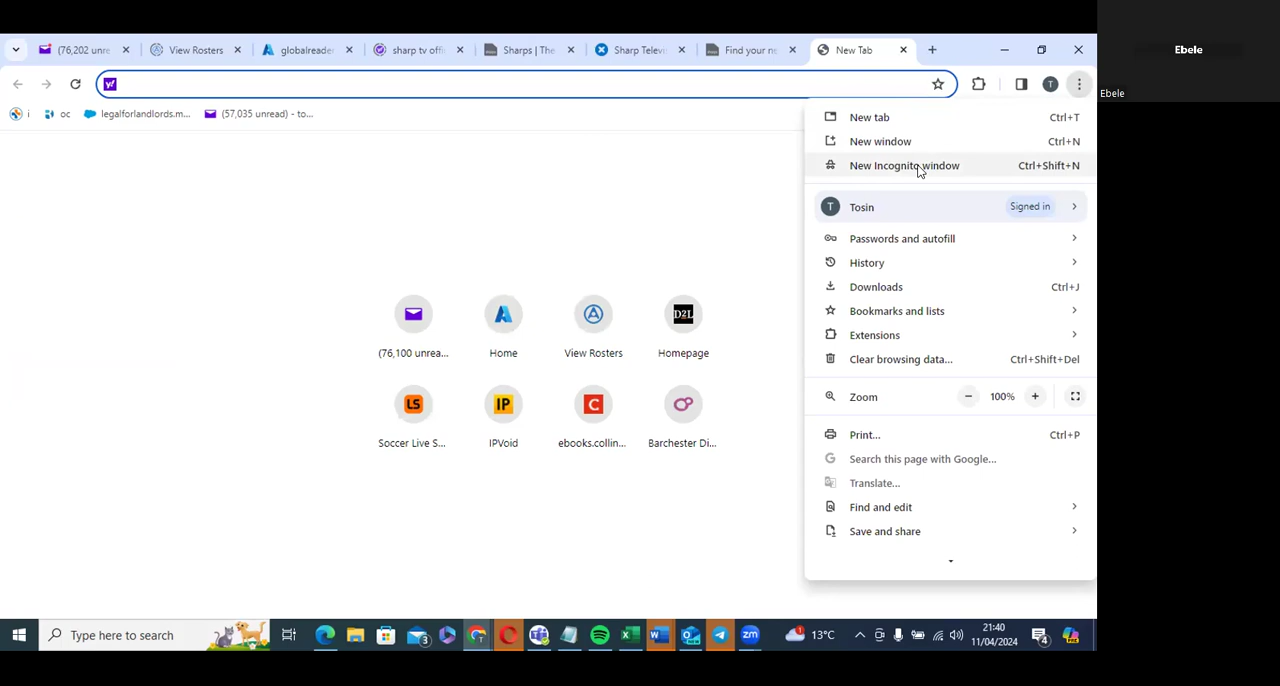 Ebele
Ebele
(76,202 unre
View Rosters
globalreader
sharp tv offi
Sharps | The
Sharp Televi
Find your ne
New Tab
i
oc
legalforlandlords.m...
(57,035 unread) - to...
New tab Ctrl+T
New window Ctrl+N
New Incognito window Ctrl+Shift+N
T Tosin Signed in
Passwords and autofill
History
Downloads Ctrl+J
Bookmarks and lists
Extensions
Clear browsing data... Ctrl+Shift+Del
Zoom 100%
Print... Ctrl+P
Search this page with Google...
Translate...
Find and edit
Save and share
(76,100 unrea...
Home
View Rosters
D2L
Homepage
LS
Soccer Live S...
IP
IPVoid
C
ebooks.collin...
Barchester Di...
Type here to search
3
13°C
21:40
11/04/2024
4